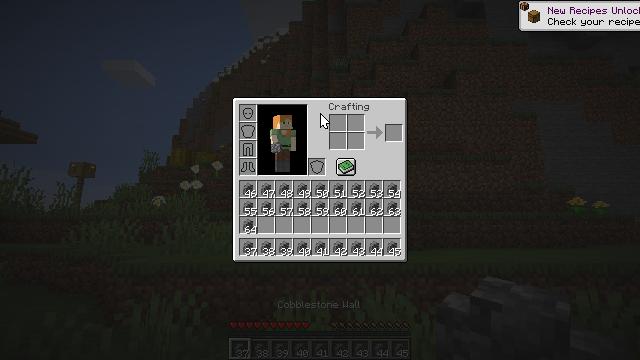 New Recipes Unloc
Check your recipe
Crafting
46 47 48 49 50 51 52 53 54
55 56 57 58 59 60 61 62 63
64
37 38 39 40 41 42 43 44 45
Cobblestone Wall
37 38 39 40 41 42 43 44 45